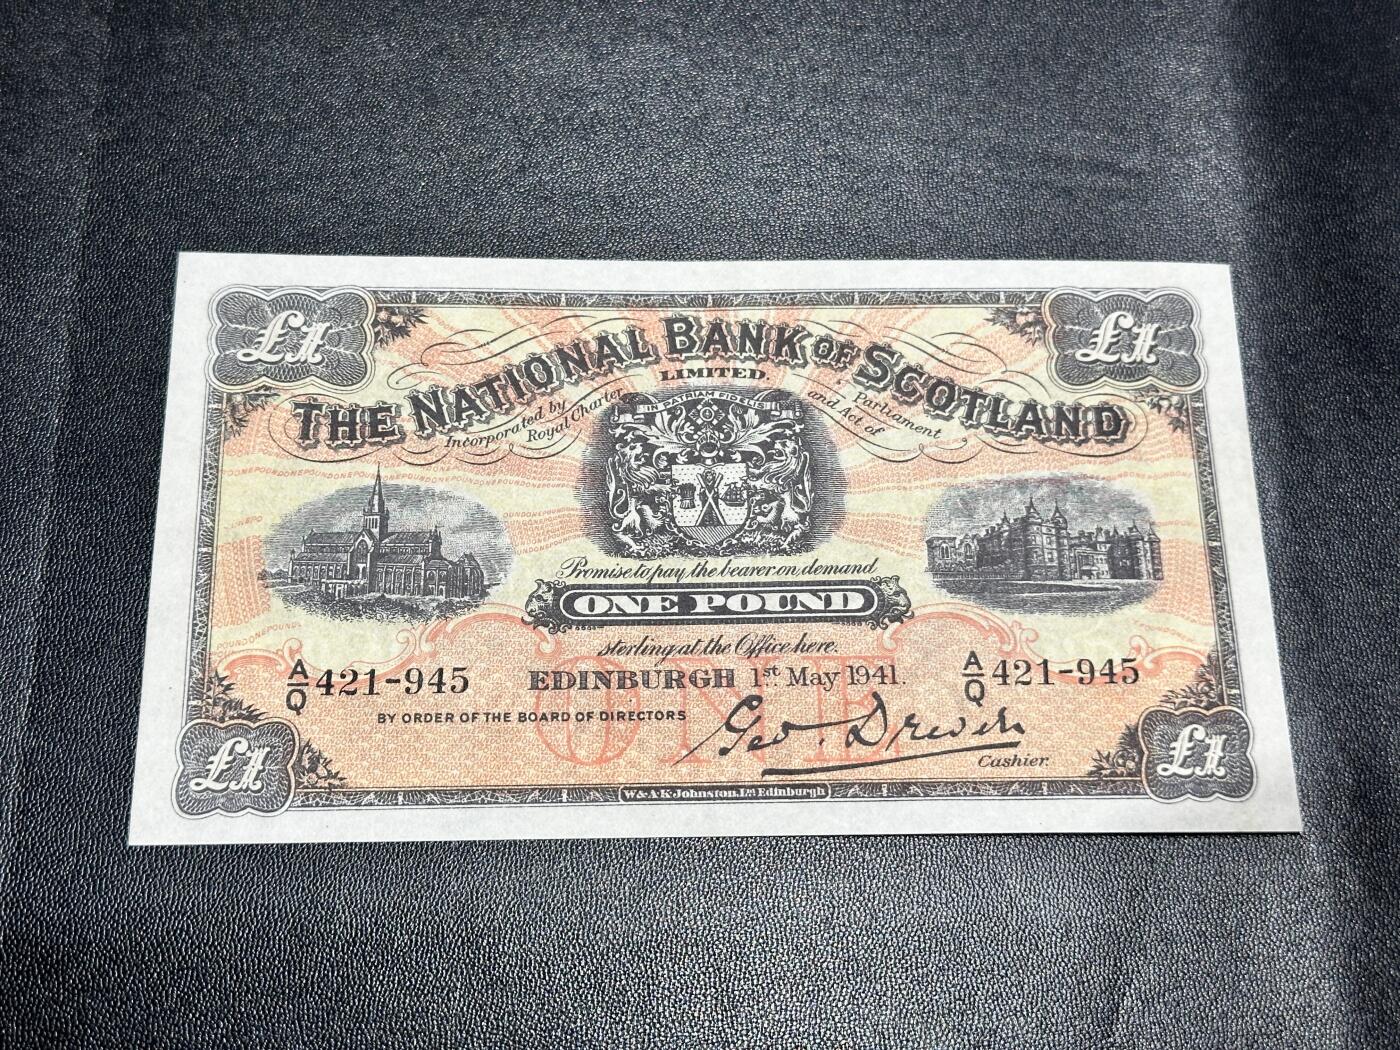 £1 £1
THE NATIONAL BANK OF SCOTLAND
LIMITED.
Incorporated by Royal Charter
and Act of Parliament
IN PATRIAM FIDELIS
Promise to pay the bearer on demand
ONE POUND
sterling at the Office here.
A/Q 421-945 EDINBURGH 1st May 1941. A/Q 421-945
ONE
BY ORDER OF THE BOARD OF DIRECTORS
Geo. Drewett
Cashier.
£1 £1
W. & A.K. Johnston, Ltd Edinburgh